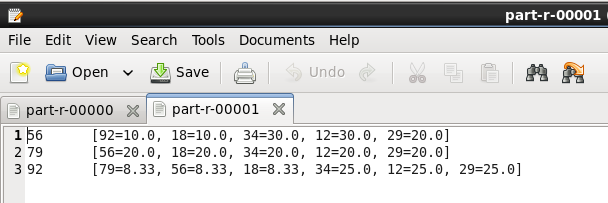 part-r-00001 (
File Edit View Search Tools Documents Help
Open Save Undo
part-r-00000 part-r-00001
1 56 [92=10.0, 18=10.0, 34=30.0, 12=30.0, 29=20.0]
2 79 [56=20.0, 18=20.0, 34=20.0, 12=20.0, 29=20.0]
3 92 [79=8.33, 56=8.33, 18=8.33, 34=25.0, 12=25.0, 29=25.0]